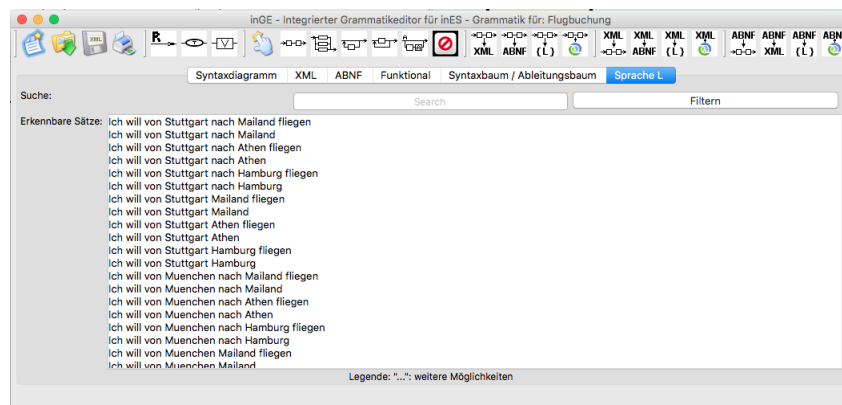 inGE - Integrierter Grammatikeditor für inES - Grammatik für: Flugbuchung
XML R V XML ABNF {L} XML XML XML XML ABNF {L} ABNF ABNF ABNF ABN XML {L}
Syntaxdiagramm XML ABNF Funktional Syntaxbaum / Ableitungsbaum Sprache L
Suche: Search Filtern
Erkennbare Sätze: Ich will von Stuttgart nach Mailand fliegen
Ich will von Stuttgart nach Mailand
Ich will von Stuttgart nach Athen fliegen
Ich will von Stuttgart nach Athen
Ich will von Stuttgart nach Hamburg fliegen
Ich will von Stuttgart nach Hamburg
Ich will von Stuttgart Mailand fliegen
Ich will von Stuttgart Mailand
Ich will von Stuttgart Athen fliegen
Ich will von Stuttgart Athen
Ich will von Stuttgart Hamburg fliegen
Ich will von Stuttgart Hamburg
Ich will von Muenchen nach Mailand fliegen
Ich will von Muenchen nach Mailand
Ich will von Muenchen nach Athen fliegen
Ich will von Muenchen nach Athen
Ich will von Muenchen nach Hamburg fliegen
Ich will von Muenchen nach Hamburg
Ich will von Muenchen Mailand fliegen
Ich will von Muenchen Mailand
Legende: "...": weitere Möglichkeiten